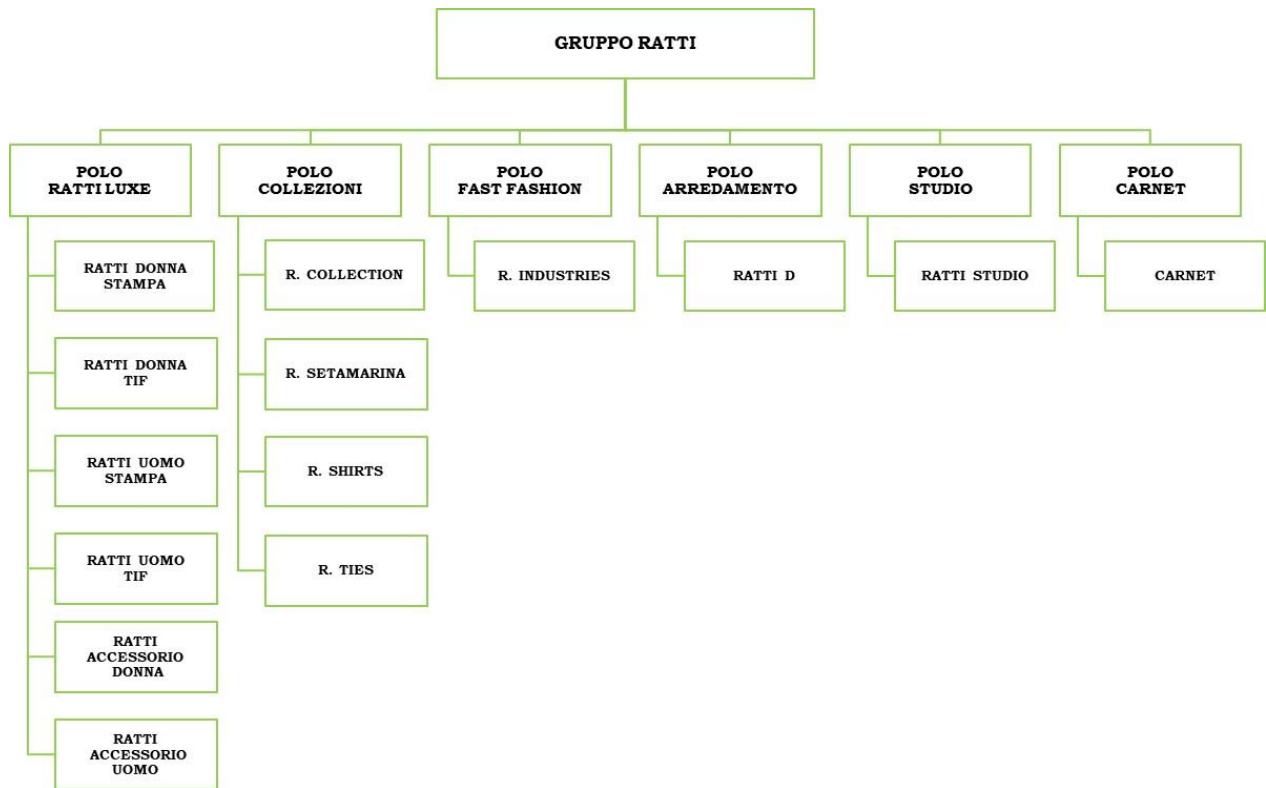 GRUPPO RATTI
POLO
RATTI LUXE
POLO
COLLEZIONI
POLO
FAST FASHION
POLO
ARREDAMENTO
POLO
STUDIO
POLO
CARNET
RATTI DONNA
STAMPA
RATTI DONNA
TIF
RATTI UOMO
STAMPA
RATTI UOMO
TIF
RATTI
ACCESSORIO
DONNA
RATTI
ACCESSORIO
UOMO
R. COLLECTION
R. SETAMARINA
R. SHIRTS
R. TIES
R. INDUSTRIES
RATTI D
RATTI STUDIO
CARNET